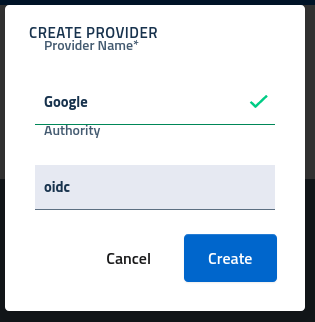 CREATE PROVIDER
Provider Name*
Google
Authority
oidc
Cancel Create